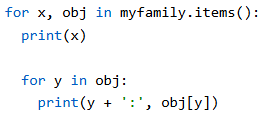 for x, obj in myfamily.items():
  print(x)

  for y in obj:
    print(y + ':', obj[y])